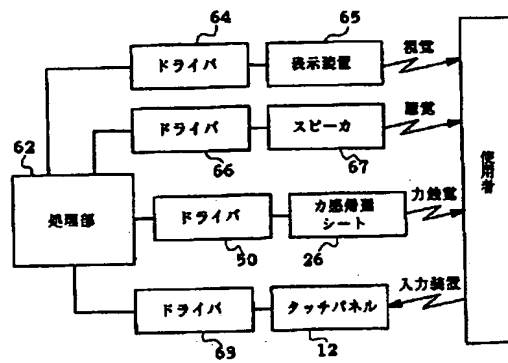 64
65
ドライバ
表示装置
視覚
66
67
ドライバ
スピーカ
聴覚
62
処理部
使用者
50
26
ドライバ
力感帰還
シート
力触覚
69
12
ドライバ
タッチパネル
入力装置